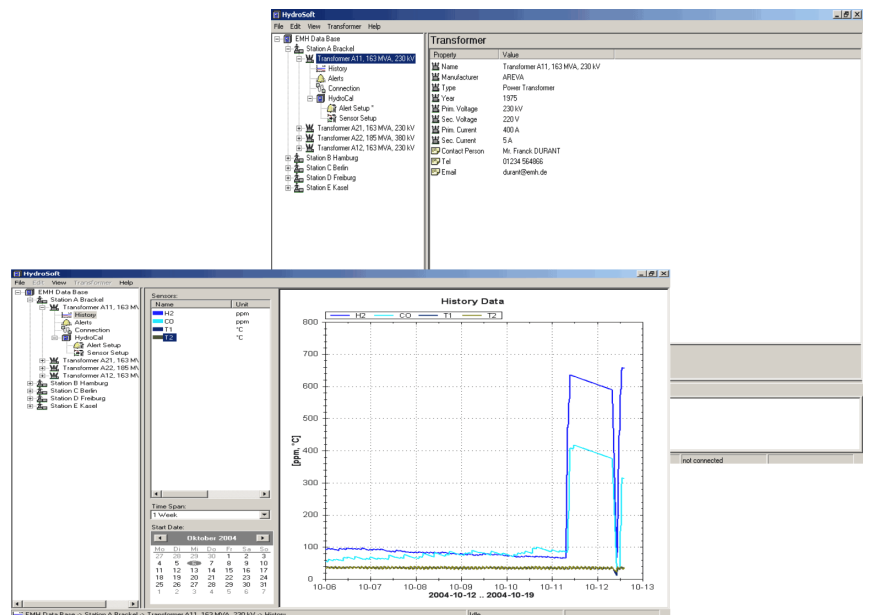 HydroSoft
File Edit View Transformer Help
EMH Data Base
Station A Brackel
Transformer A11, 163 MVA, 230 kV
History
Alerts
Connection
HydroCal
Alert Setup *
Sensor Setup
Transformer A21, 163 MVA, 230 kV
Transformer A22, 185 MVA, 380 kV
Transformer A12, 163 MVA, 230 kV
Station B Hamburg
Station C Berlin
Station D Freiburg
Station E Kasel
Transformer
Property Value
Name Transformer A11, 163 MVA, 230 kV
Manufacturer AREVA
Type Power Transformer
Year 1975
Prim. Voltage 230 kV
Sec. Voltage 220 V
Prim. Current 400 A
Sec. Current 5 A
Contact Person Mr. Franck DURANT
Tel 01234 564866
Email durant@emh.de
not connected
HydroSoft
File Edit View Transformer Help
EMH Data Base
Station A Brackel
Transformer A11, 163 M\
History
Alerts
Connection
HydroCal
Alert Setup
Sensor Setup
Transformer A21, 163 M\
Transformer A22, 185 M\
Transformer A12, 163 M\
Station B Hamburg
Station C Berlin
Station D Freiburg
Station E Kasel
Sensors:
Name Unit
H2 ppm
CO ppm
T1 °C
T2 °C
Time Span:
1 Week
Start Date:
Oktober 2004
Mo Di Mi Do Fr Sa So
27 28 29 30 1 2 3
4 5 6 7 8 9 10
11 12 13 14 15 16 17
18 19 20 21 22 23 24
25 26 27 28 29 30 31
1 2 3 4 5 6 7
History Data
H2 CO T1 T2
800
700
600
500
400
300
200
100
0
[ppm, °C]
10-06 10-07 10-08 10-09 10-10 10-11 10-12 10-13
2004-10-12 .. 2004-10-19
EMH Data Base -> Station A Brackel -> Transformer A11, 163 MVA, 230 kV -> History
Idle